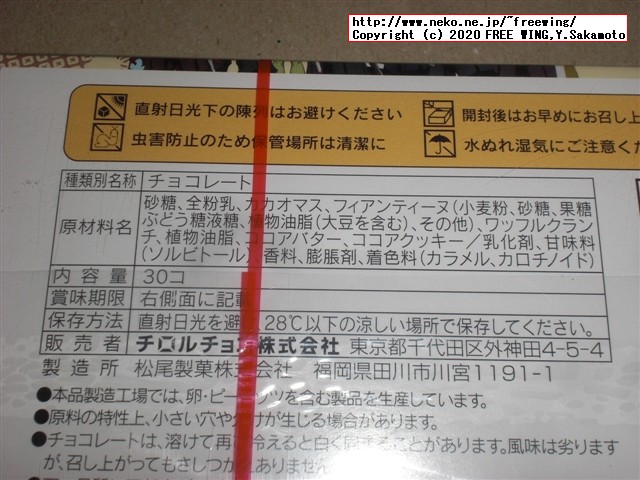 http://www.neko.ne.jp/~freewing/
Copyright (c) 2020 FREE WING,Y.Sakamoto
直射日光下の陳列はお避けください
開封後はお早めにお召し上
虫害防止のため保管場所は清潔に
水ぬれ湿気にご注意くだ
種類別名称 チョコレート
原材料名
砂糖、全粉乳、カカオマス、フィアンティーヌ(小麦粉、砂糖、果糖
ぶどう糖液糖、植物油脂(大豆を含む)、その他)、ワッフルクラン
チ、植物油脂、ココアバター、ココアクッキー/乳化剤、甘味料
(ソルビトール)、香料、膨脹剤、着色料(カラメル、カロチノイド)
内容量 30コ
賞味期限 右側面に記載
保存方法 直射日光を避け、28℃以下の涼しい場所で保存してください。
販売者 チロルチョコ株式会社 東京都千代田区外神田4-5-4
製造所 松尾製菓株式会社 福岡県田川市川宮1191-1
●本品製造工場では、卵・ピーナッツを含む製品を生産しています。
●原料の特性上、小さい穴や欠けが生じる場合があります。
●チョコレートは、溶けて再び冷えると白く固まることがあります。風味は劣ります
が、召し上がってもさしつかえありません